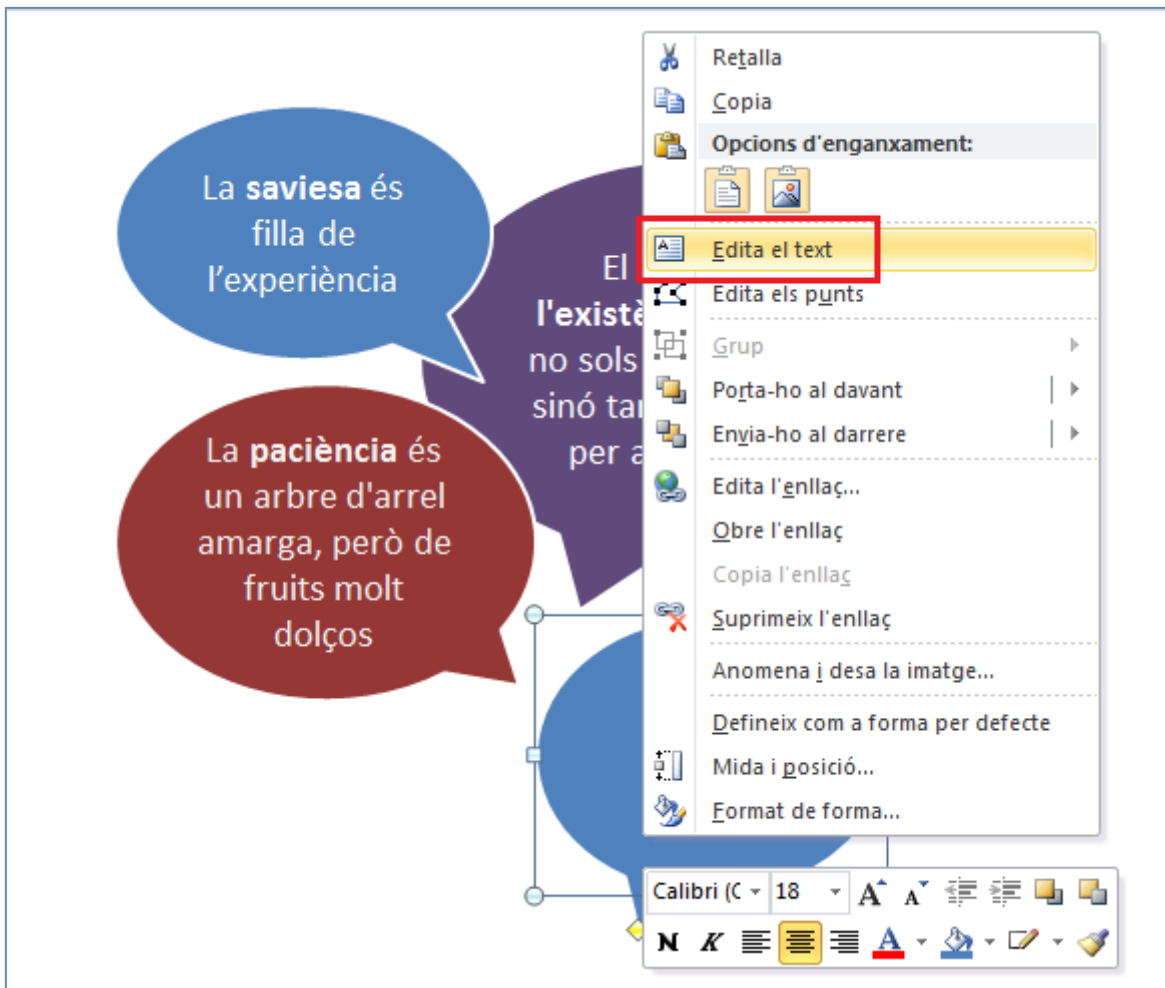 La saviesa és
filla de
l’experiència
El
l'existè
no sols
sinó ta
per a
La paciència és
un arbre d'arrel
amarga, però de
fruits molt
dolços
Retalla
Copia
Opcions d'enganxament:
Edita el text
Edita els punts
Grup
Porta-ho al davant
Envia-ho al darrere
Edita l'enllaç...
Obre l'enllaç
Copia l'enllaç
Suprimeix l'enllaç
Anomena i desa la imatge...
Defineix com a forma per defecte
Mida i posició...
Format de forma...
Calibri (C 18 A A
N K A